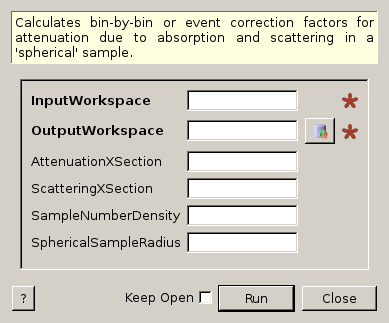 Calculates bin-by-bin or event correction factors for
attenuation due to absorption and scattering in a
'spherical' sample.
InputWorkspace
OutputWorkspace
AttenuationXSection
ScatteringXSection
SampleNumberDensity
SphericalSampleRadius
? Keep Open Run Close